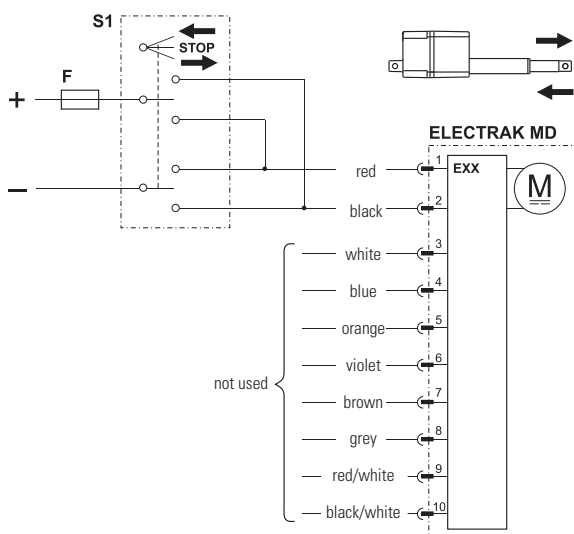 S1
STOP
F
+
–
ELECTRAK MD
EXX
M
red 1
black 2
not used
white 3
blue 4
orange 5
violet 6
brown 7
grey 8
red/white 9
black/white 10